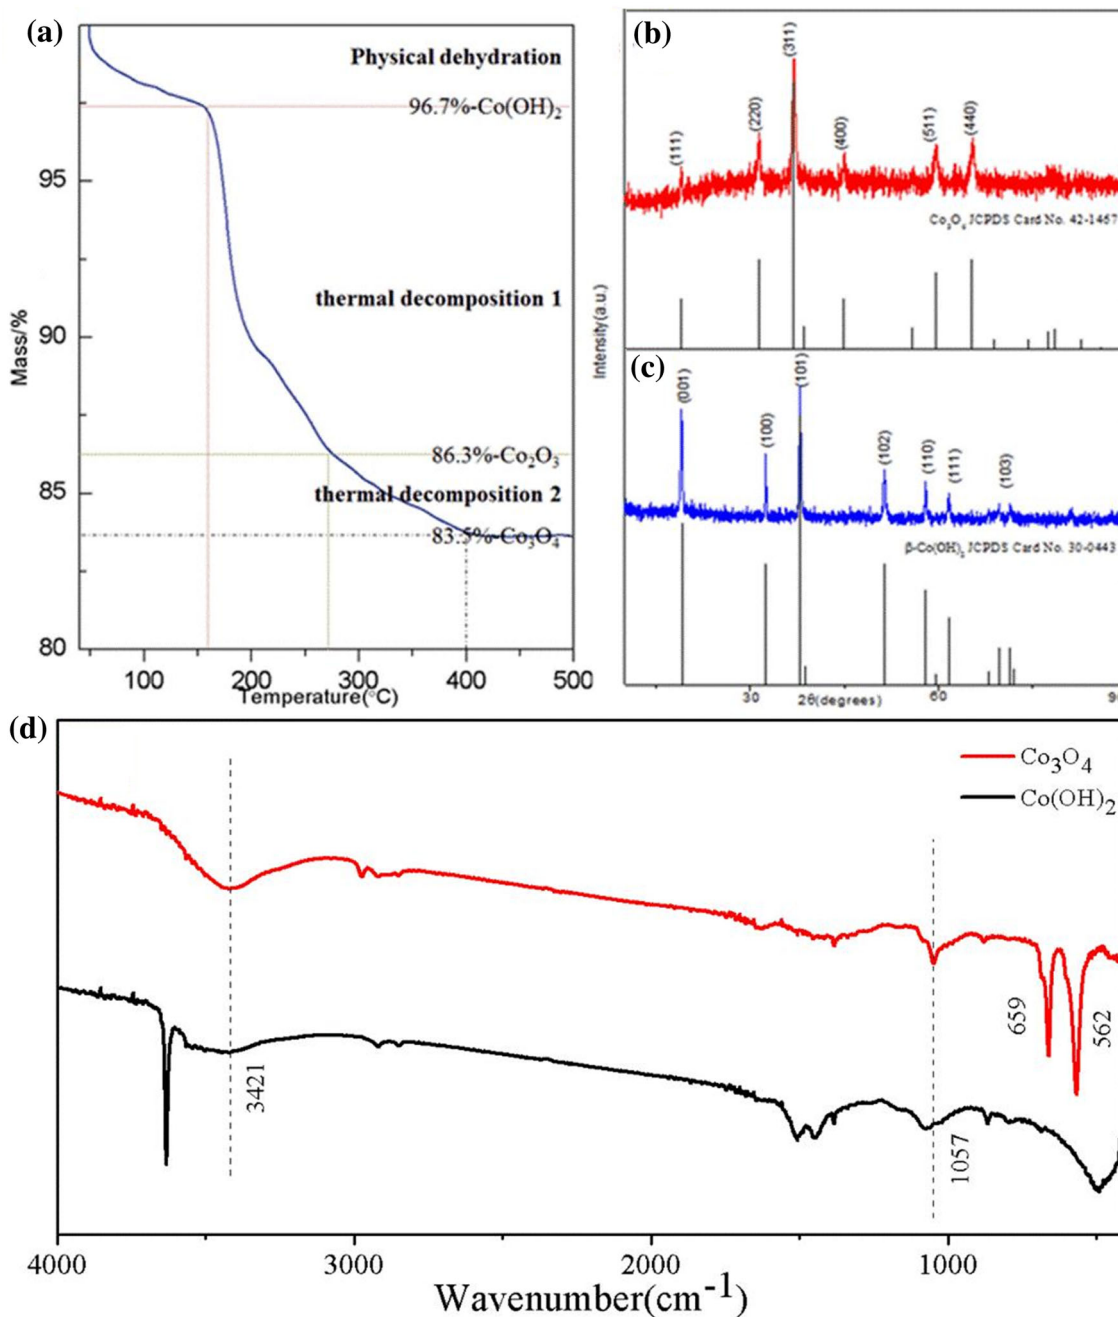 (a)
Physical dehydration
96.7%-Co(OH)₂
95
thermal decomposition 1
90
Mass/%
86.3%-Co₂O₃
85
thermal decomposition 2
83.5%-Co₃O₄
80
100 200 300 400 500
Temperature(°C)
(b)
(111) (220) (311) (400) (511) (440)
Co₃O₄ JCPDS Card No. 42-1467
Intensity(a.u.)
(c)
(001) (100) (101) (102) (110) (111) (103)
β-Co(OH)₂ JCPDS Card No. 30-0443
30 60 9
2θ(degrees)
(d)
Co₃O₄
Co(OH)₂
659
562
3421
1057
4000 3000 2000 1000
Wavenumber(cm⁻¹)